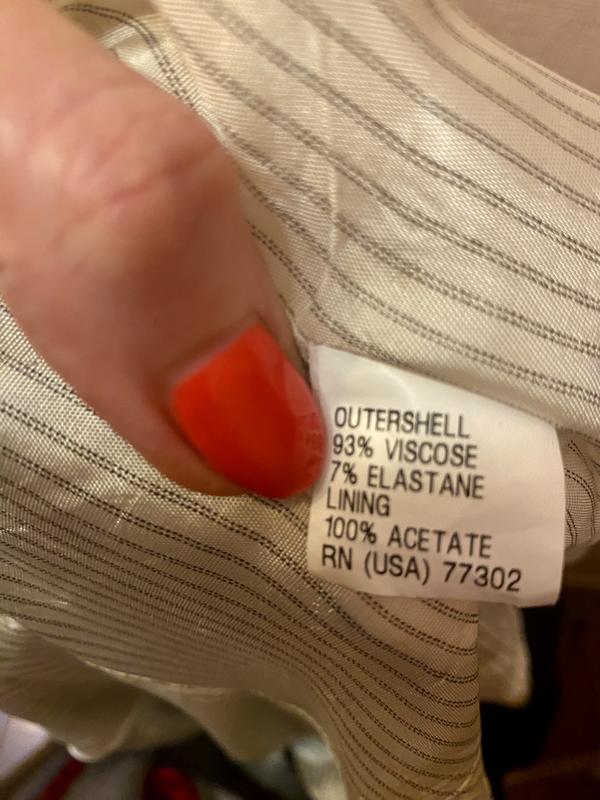 OUTERSHELL
93% VISCOSE
7% ELASTANE
LINING
100% ACETATE
RN (USA) 77302